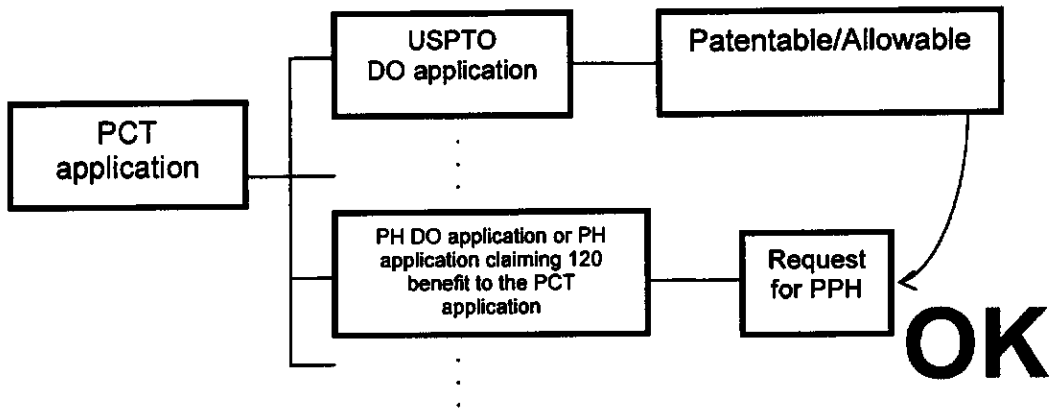 USPTO
DO application
Patentable/Allowable
PCT
application
PH DO application or PH
application claiming 120
benefit to the PCT
application
Request
for PPH
OK